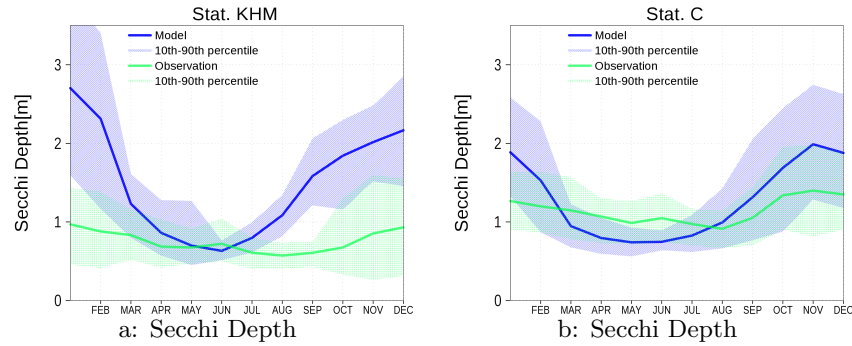 Stat. KHM
Secchi Depth[m]
Model
10th-90th percentile
Observation
10th-90th percentile
3
2
1
0
FEB MAR APR MAY JUN JUL AUG SEP OCT NOV DEC
a: Secchi Depth
Stat. C
Secchi Depth[m]
Model
10th-90th percentile
Observation
10th-90th percentile
3
2
1
0
FEB MAR APR MAY JUN JUL AUG SEP OCT NOV DEC
b: Secchi Depth